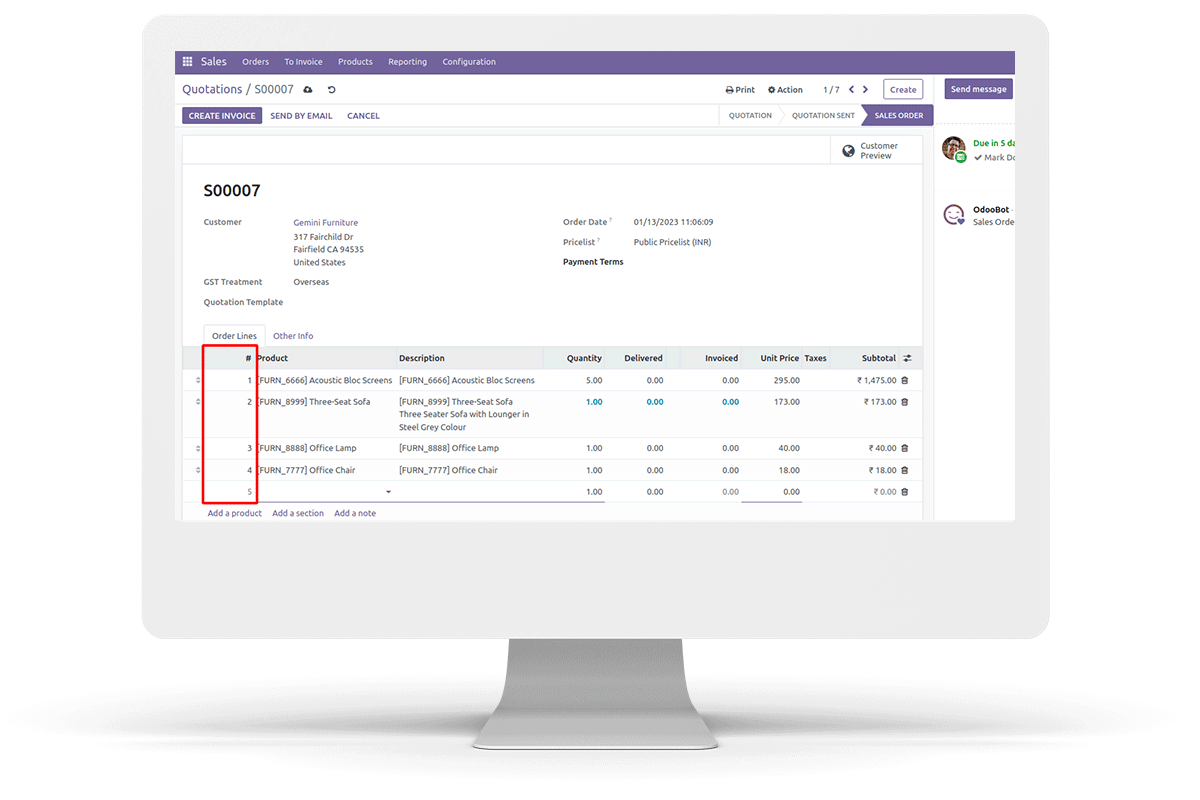 Sales Orders To Invoice Products Reporting Configuration
Quotations / S00007 Print Action 1 / 7 Create Send message
CREATE INVOICE SEND BY EMAIL CANCEL QUOTATION QUOTATION SENT SALES ORDER
Customer
Preview
Due in 5 da
Mark Do
S00007
OdooBot -
Sales Orde
Customer Gemini Furniture Order Date ? 01/13/2023 11:06:09
317 Fairchild Dr
Fairfield CA 94535 Pricelist ? Public Pricelist (INR)
United States Payment Terms
GST Treatment Overseas
Quotation Template
Order Lines Other Info
# Product Description Quantity Delivered Invoiced Unit Price Taxes Subtotal
1 [FURN_6666] Acoustic Bloc Screens [FURN_6666] Acoustic Bloc Screens 5.00 0.00 0.00 295.00 ₹ 1,475.00
2 [FURN_8999] Three-Seat Sofa [FURN_8999] Three-Seat Sofa 1.00 0.00 0.00 173.00 ₹ 173.00
Three Seater Sofa with Lounger in
Steel Grey Colour
3 [FURN_8888] Office Lamp [FURN_8888] Office Lamp 1.00 0.00 0.00 40.00 ₹ 40.00
4 [FURN_7777] Office Chair [FURN_7777] Office Chair 1.00 0.00 0.00 18.00 ₹ 18.00
5 1.00 0.00 0.00 0.00 ₹ 0.00
Add a product Add a section Add a note